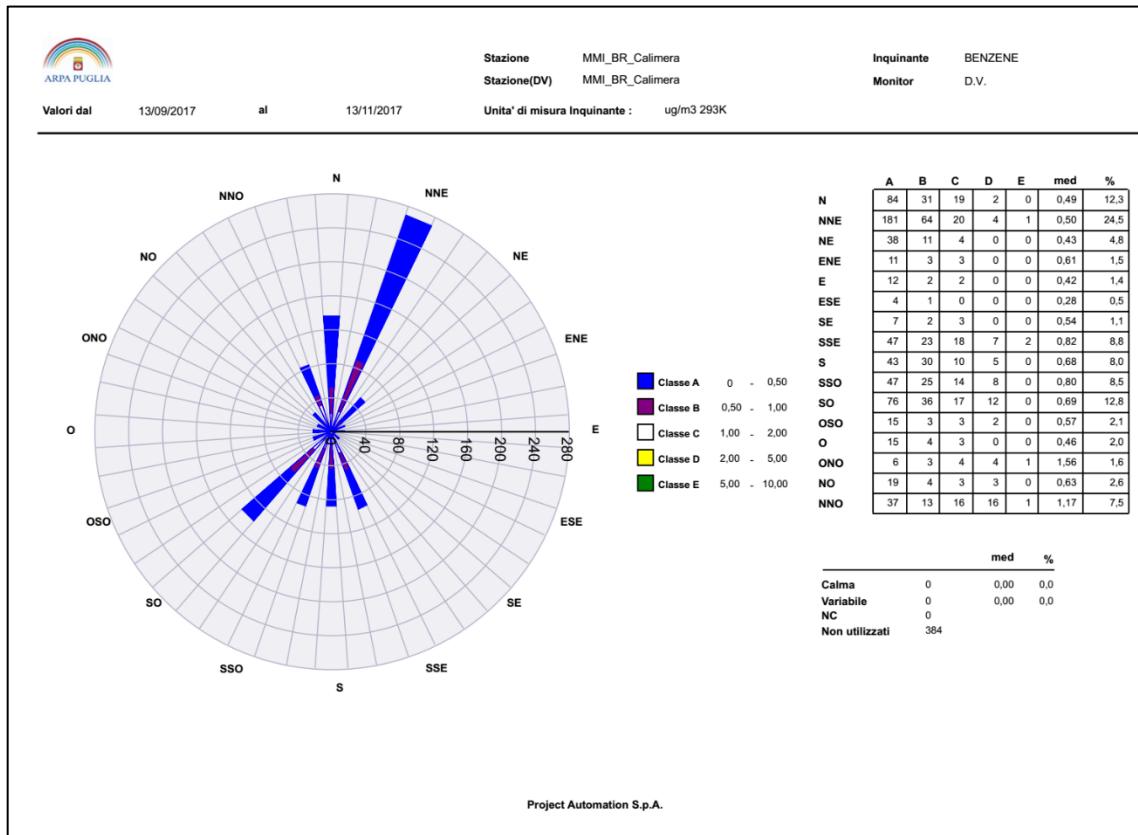 ARPA PUGLIA
Stazione MMI_BR_Calimera Inquinante BENZENE
Stazione(DV) MMI_BR_Calimera Monitor D.V.
Valori dal 13/09/2017 al 13/11/2017 Unita' di misura Inquinante : ug/m3 293K
N
NNE
NE
ENE
E
ESE
SE
SSE
S
SSO
SO
OSO
O
ONO
NO
NNO
0 40 80 120 160 200 240 280
Classe A 0 - 0,50
Classe B 0,50 - 1,00
Classe C 1,00 - 2,00
Classe D 2,00 - 5,00
Classe E 5,00 - 10,00
A B C D E med %
N 84 31 19 2 0 0,49 12,3
NNE 181 64 20 4 1 0,50 24,5
NE 38 11 4 0 0 0,43 4,8
ENE 11 3 3 0 0 0,61 1,5
E 12 2 2 0 0 0,42 1,4
ESE 4 1 0 0 0 0,28 0,5
SE 7 2 3 0 0 0,54 1,1
SSE 47 23 18 7 2 0,82 8,8
S 43 30 10 5 0 0,68 8,0
SSO 47 25 14 8 0 0,80 8,5
SO 76 36 17 12 0 0,69 12,8
OSO 15 3 3 2 0 0,57 2,1
O 15 4 3 0 0 0,46 2,0
ONO 6 3 4 4 1 1,56 1,6
NO 19 4 3 3 0 0,63 2,6
NNO 37 13 16 16 1 1,17 7,5
med %
Calma 0 0,00 0,0
Variabile 0 0,00 0,0
NC 0
Non utilizzati 384
Project Automation S.p.A.